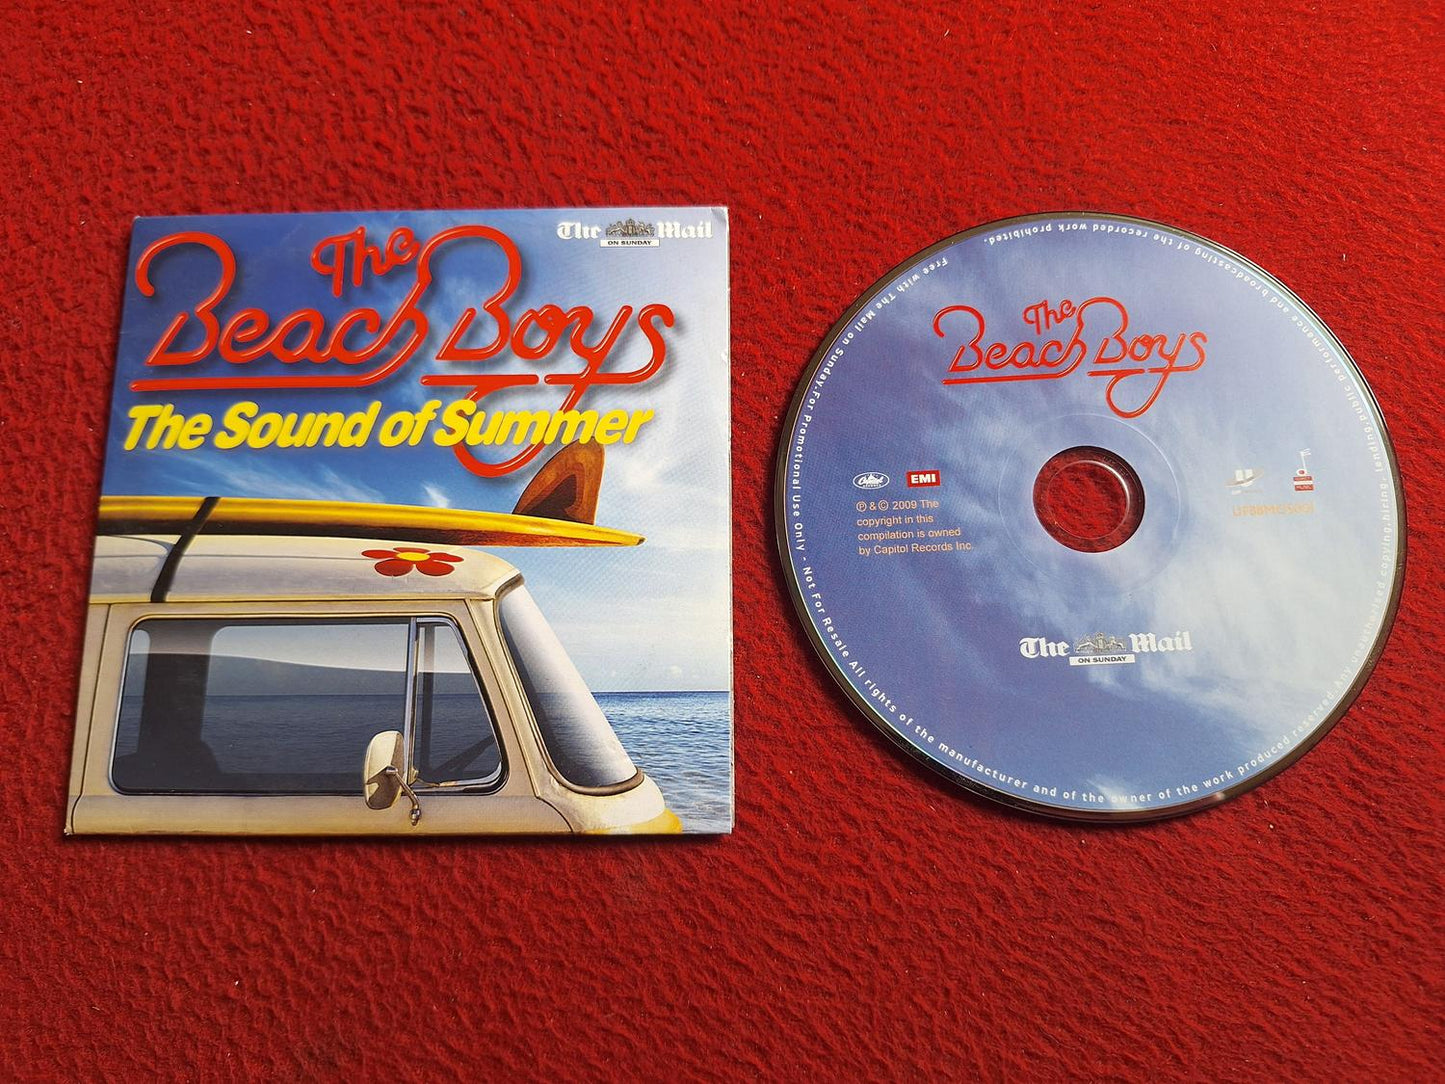 The Mail
ON SUNDAY
The
Beach Boys
The Sound of Summer
Free with The Mail on Sunday. For Promotional Use Only - Not For Resale All rights of the manufacturer and of the owner of the work produced reserved. Any unauthorised copying, hiring, lending, public performance and broadcasting of the recorded work prohibited.
The
Beach Boys
Capitol
EMI
℗ & © 2009 The
copyright in this
compilation is owned
by Capitol Records Inc.
The Mail
ON SUNDAY